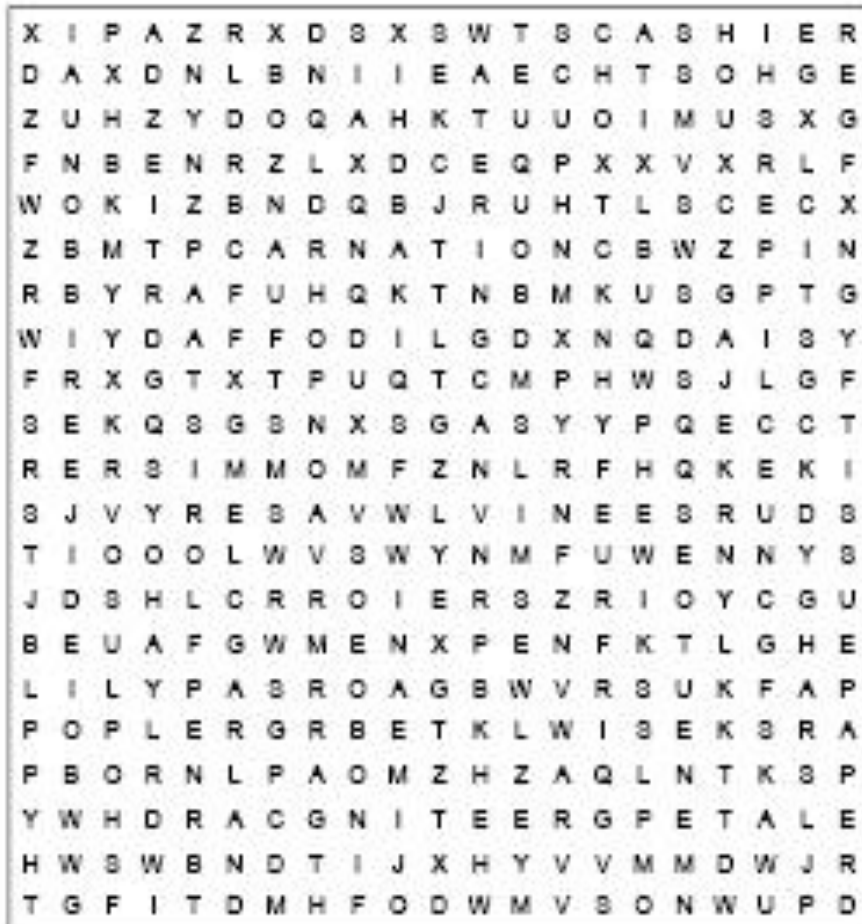 X I P A Z R X D S X S W T S C A S H I E R
D A X D N L B N I I E A E C H T S O H G E
Z U H Z Y D O Q A H K T U U O I M U S X G
F N B E N R Z L X D C E Q P X X V X R L F
W O K I Z B N D Q B J R U H T L S C E C X
Z B M T P C A R N A T I O N C B W Z P I N
R B Y R A F U H Q K T N B M K U S G P T G
W I Y D A F F O D I L G D X N Q D A I S Y
F R X G T X T P U Q T C M P H W S J L G F
S E K Q S G S N X S G A S Y Y P Q E C C T
R E R S I M M O M F Z N L R F H Q K E K I
S J V Y R E S A V W L V I N E E S R U D S
T I O O O L W V S W Y N M F U W E N N Y S
J D S H L C R R O I E R S Z R I O Y C G U
B E U A F G W M E N X P E N F K T L G H E
L I L Y P A S R O A G B W V R S U K F A P
P O P L E R G R B E T K L W I S E K S R A
P B O R N L P A O M Z H Z A Q L N T K S P
Y W H D R A C G N I T E E R G P E T A L E
H W S W B N D T I J X H Y V V M M D W J R
T G F I T D M H F O D W M V S O N W U P D